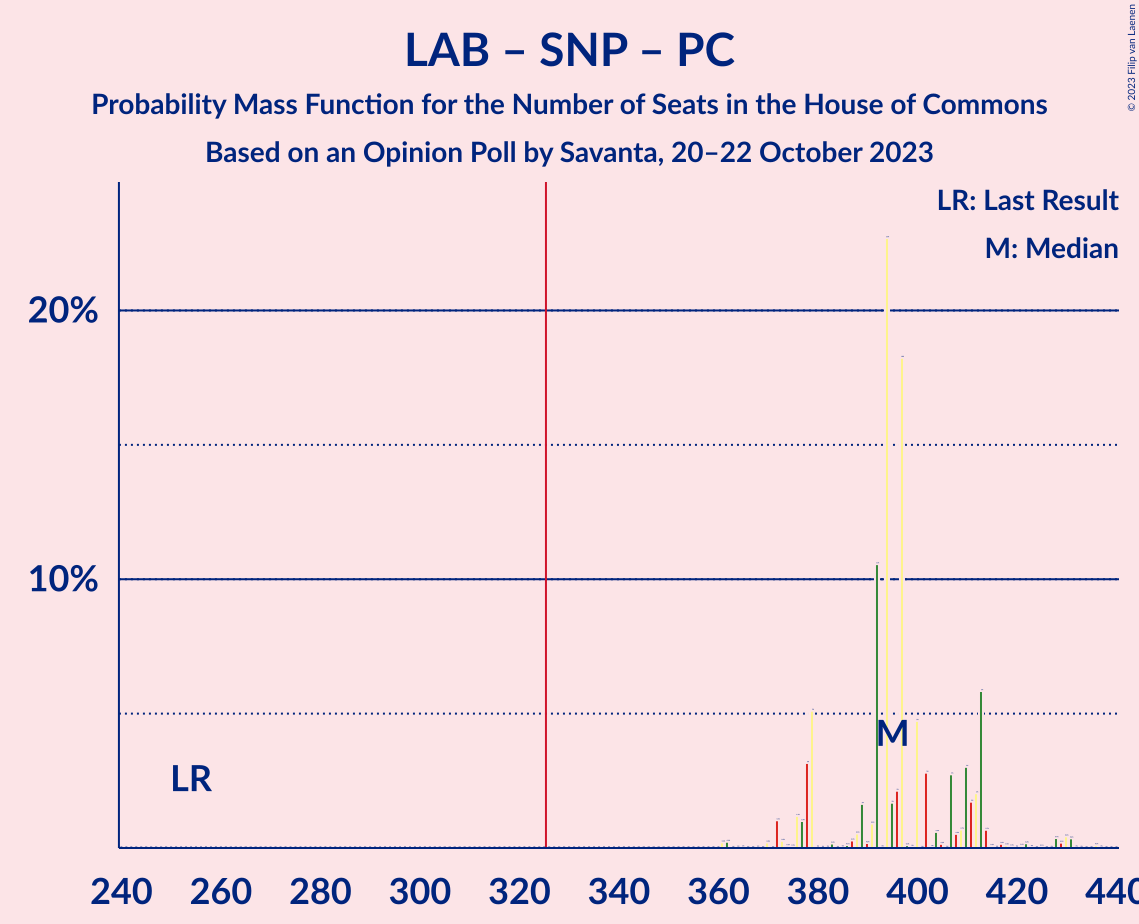 LAB – SNP – PC
Probability Mass Function for the Number of Seats in the House of Commons
Based on an Opinion Poll by Savanta, 20–22 October 2023
© 2023 Filip van Laenen
LR: Last Result
M: Median
20%
10%
M
LR
240 260 280 300 320 340 360 380 400 420 440